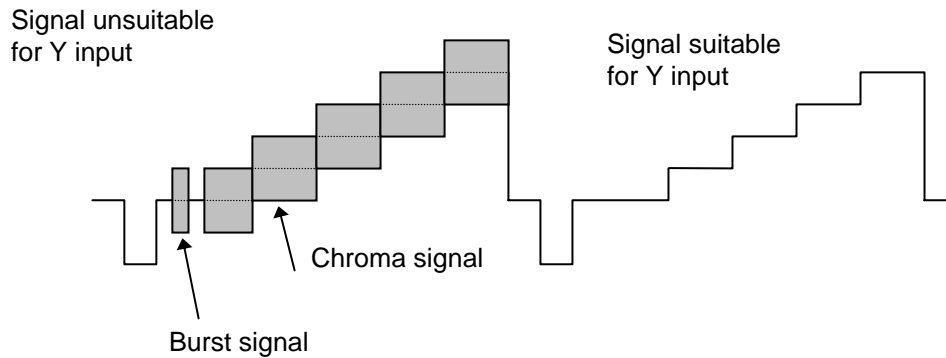 Signal unsuitable
for Y input
Signal suitable
for Y input
Chroma signal
Burst signal